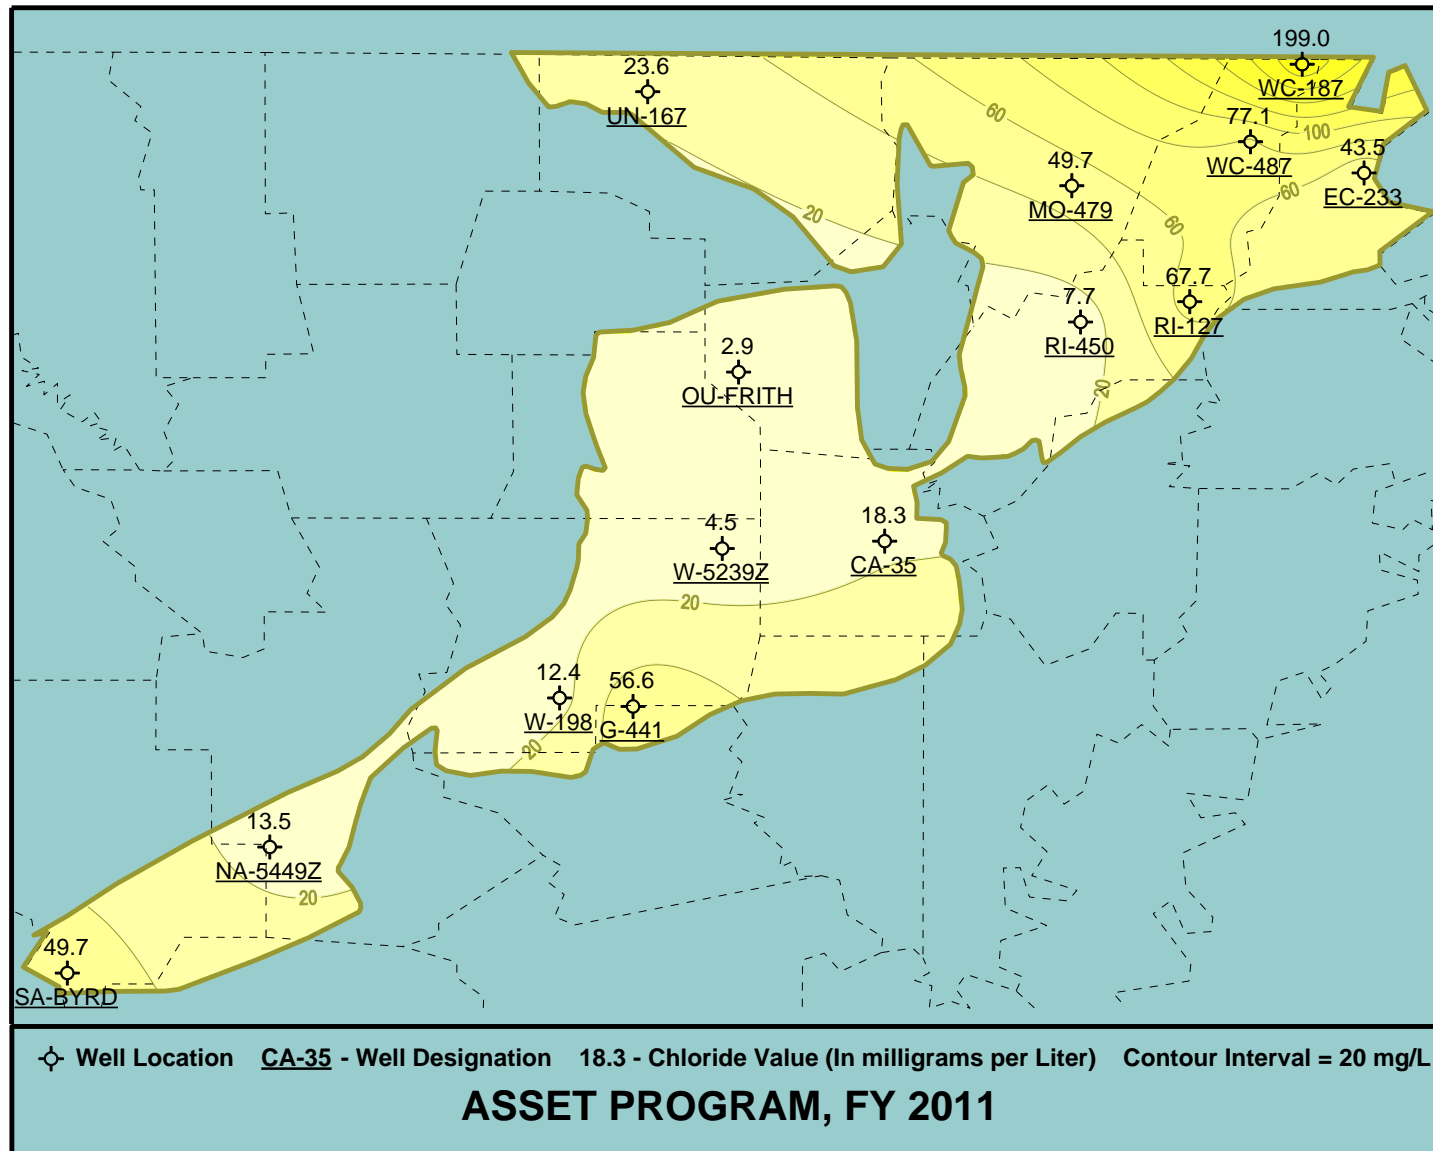 199.0
WC-187
23.6
UN-167
60
100
77.1
WC-487
43.5
EC-233
60
49.7
MO-479
20
60
67.7
RI-127
7.7
RI-450
20
2.9
OU-FRITH
4.5
W-5239Z
18.3
CA-35
20
12.4
W-198
56.6
G-441
20
13.5
NA-5449Z
20
49.7
SA-BYRD
Well Location CA-35 - Well Designation 18.3 - Chloride Value (In milligrams per Liter) Contour Interval = 20 mg/L
ASSET PROGRAM, FY 2011